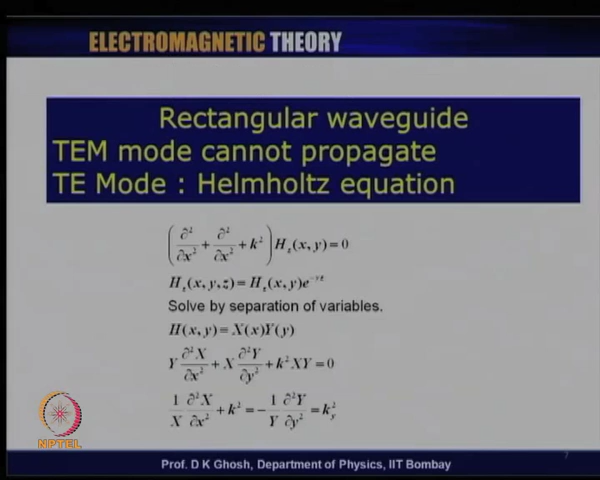 ELECTROMAGNETIC THEORY
Rectangular waveguide
TEM mode cannot propagate
TE Mode : Helmholtz equation
(∂²/∂x² + ∂²/∂x² + k²) H_z(x, y) = 0
H_z(x, y, z) = H_z(x, y)e^{-γz}
Solve by separation of variables.
H(x, y) ≡ X(x)Y(y)
Y ∂²X/∂x² + X ∂²Y/∂y² + k²XY = 0
1/X ∂²X/∂x² + k² = -1/Y ∂²Y/∂y² = k_y²
NPTEL
7
Prof. D K Ghosh, Department of Physics, IIT Bombay